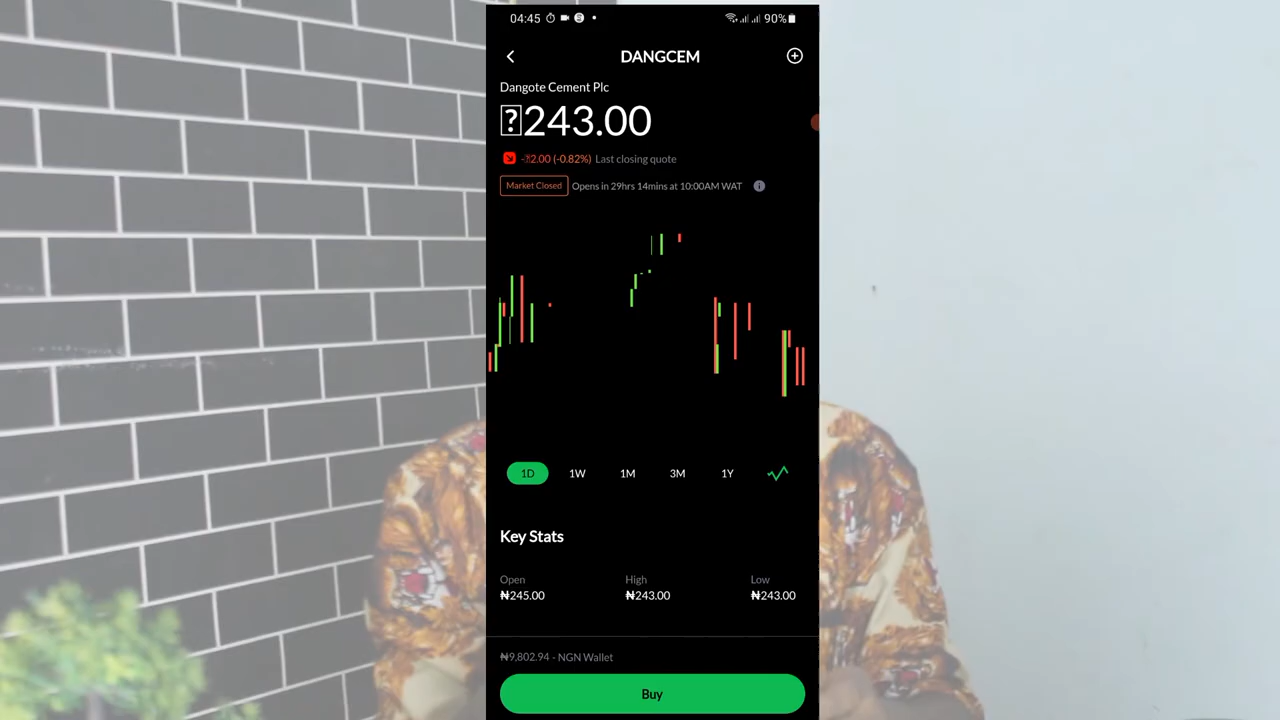 04:45 90%
DANGCEM
Dangote Cement Plc
243.00
-2.00 (-0.82%) Last closing quote
Market Closed Opens in 29hrs 14mins at 10:00AM WAT
1D 1W 1M 3M 1Y
Key Stats
Open High Low
₦245.00 ₦243.00 ₦243.00
₦9,802.94 - NGN Wallet
Buy